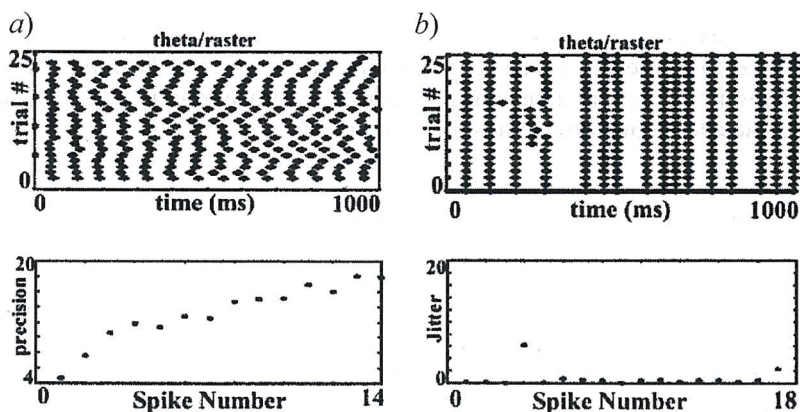 a)
theta/raster
25
trial #
0
0 time (ms) 1000
20
precision
4
0 Spike Number 14
b)
theta/raster
25
trial #
0
0 time (ms) 1000
20
Jitter
0
0 Spike Number 18